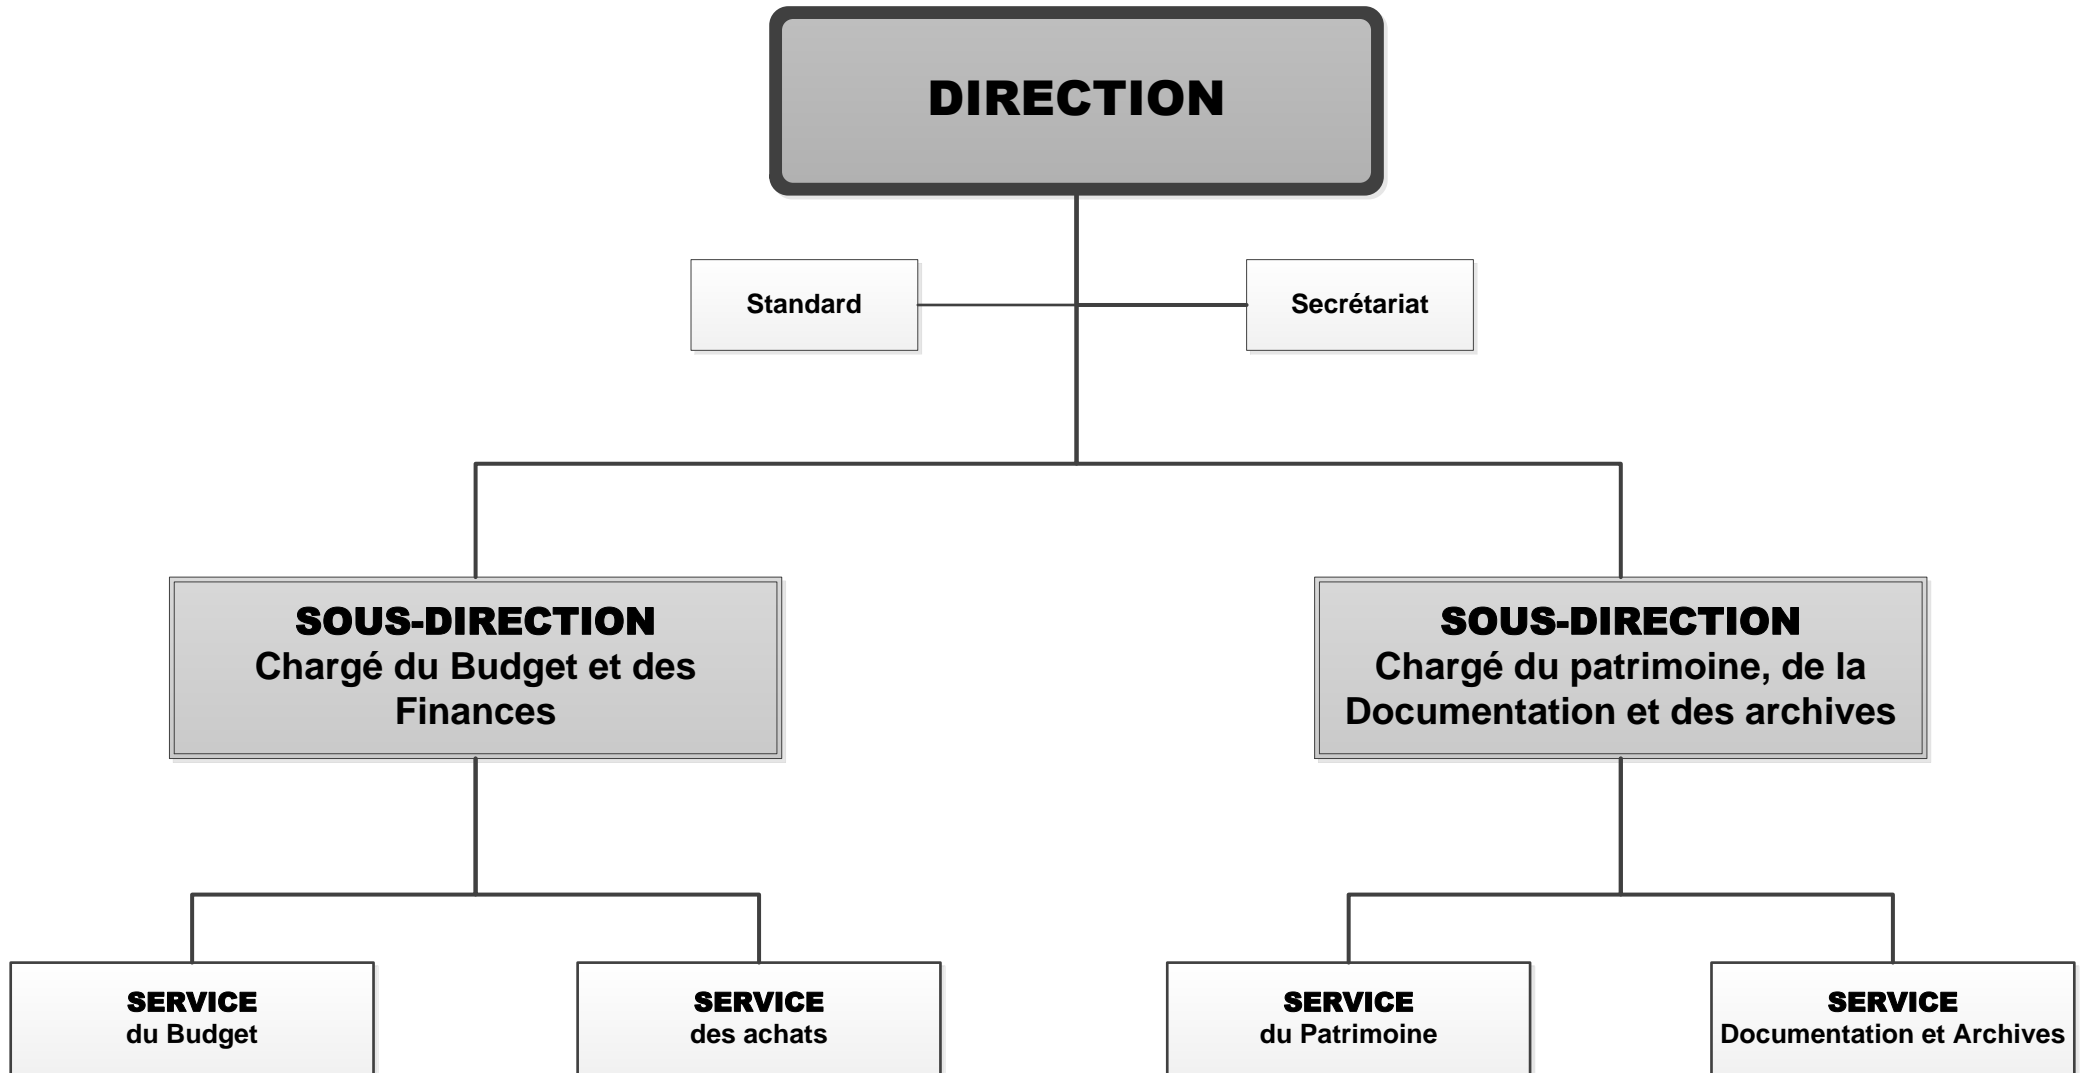 DIRECTION
Standard
Secrétariat
SOUS-DIRECTION
Chargé du Budget et des
Finances
SOUS-DIRECTION
Chargé du patrimoine, de la
Documentation et des archives
SERVICE
du Budget
SERVICE
des achats
SERVICE
du Patrimoine
SERVICE
Documentation et Archives